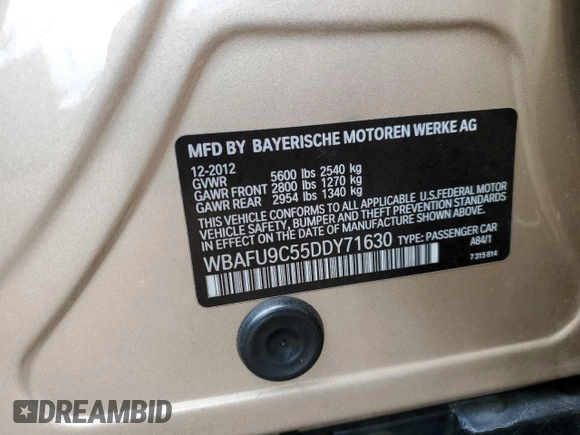 MFD BY BAYERISCHE MOTOREN WERKE AG
12-2012
GVWR 5600 lbs 2540 kg
GAWR FRONT 2800 lbs 1270 kg
GAWR REAR 2954 lbs 1340 kg
THIS VEHICLE CONFORMS TO ALL APPLICABLE U.S.FEDERAL MOTOR
VEHICLE SAFETY, BUMPER AND THEFT PREVENTION STANDARDS IN
EFFECT ON THE DATE OF MANUFACTURE SHOWN ABOVE.
WBAFU9C55DDY71630 TYPE: PASSENGER CAR
A84/1
7 315 814
DREAMBID